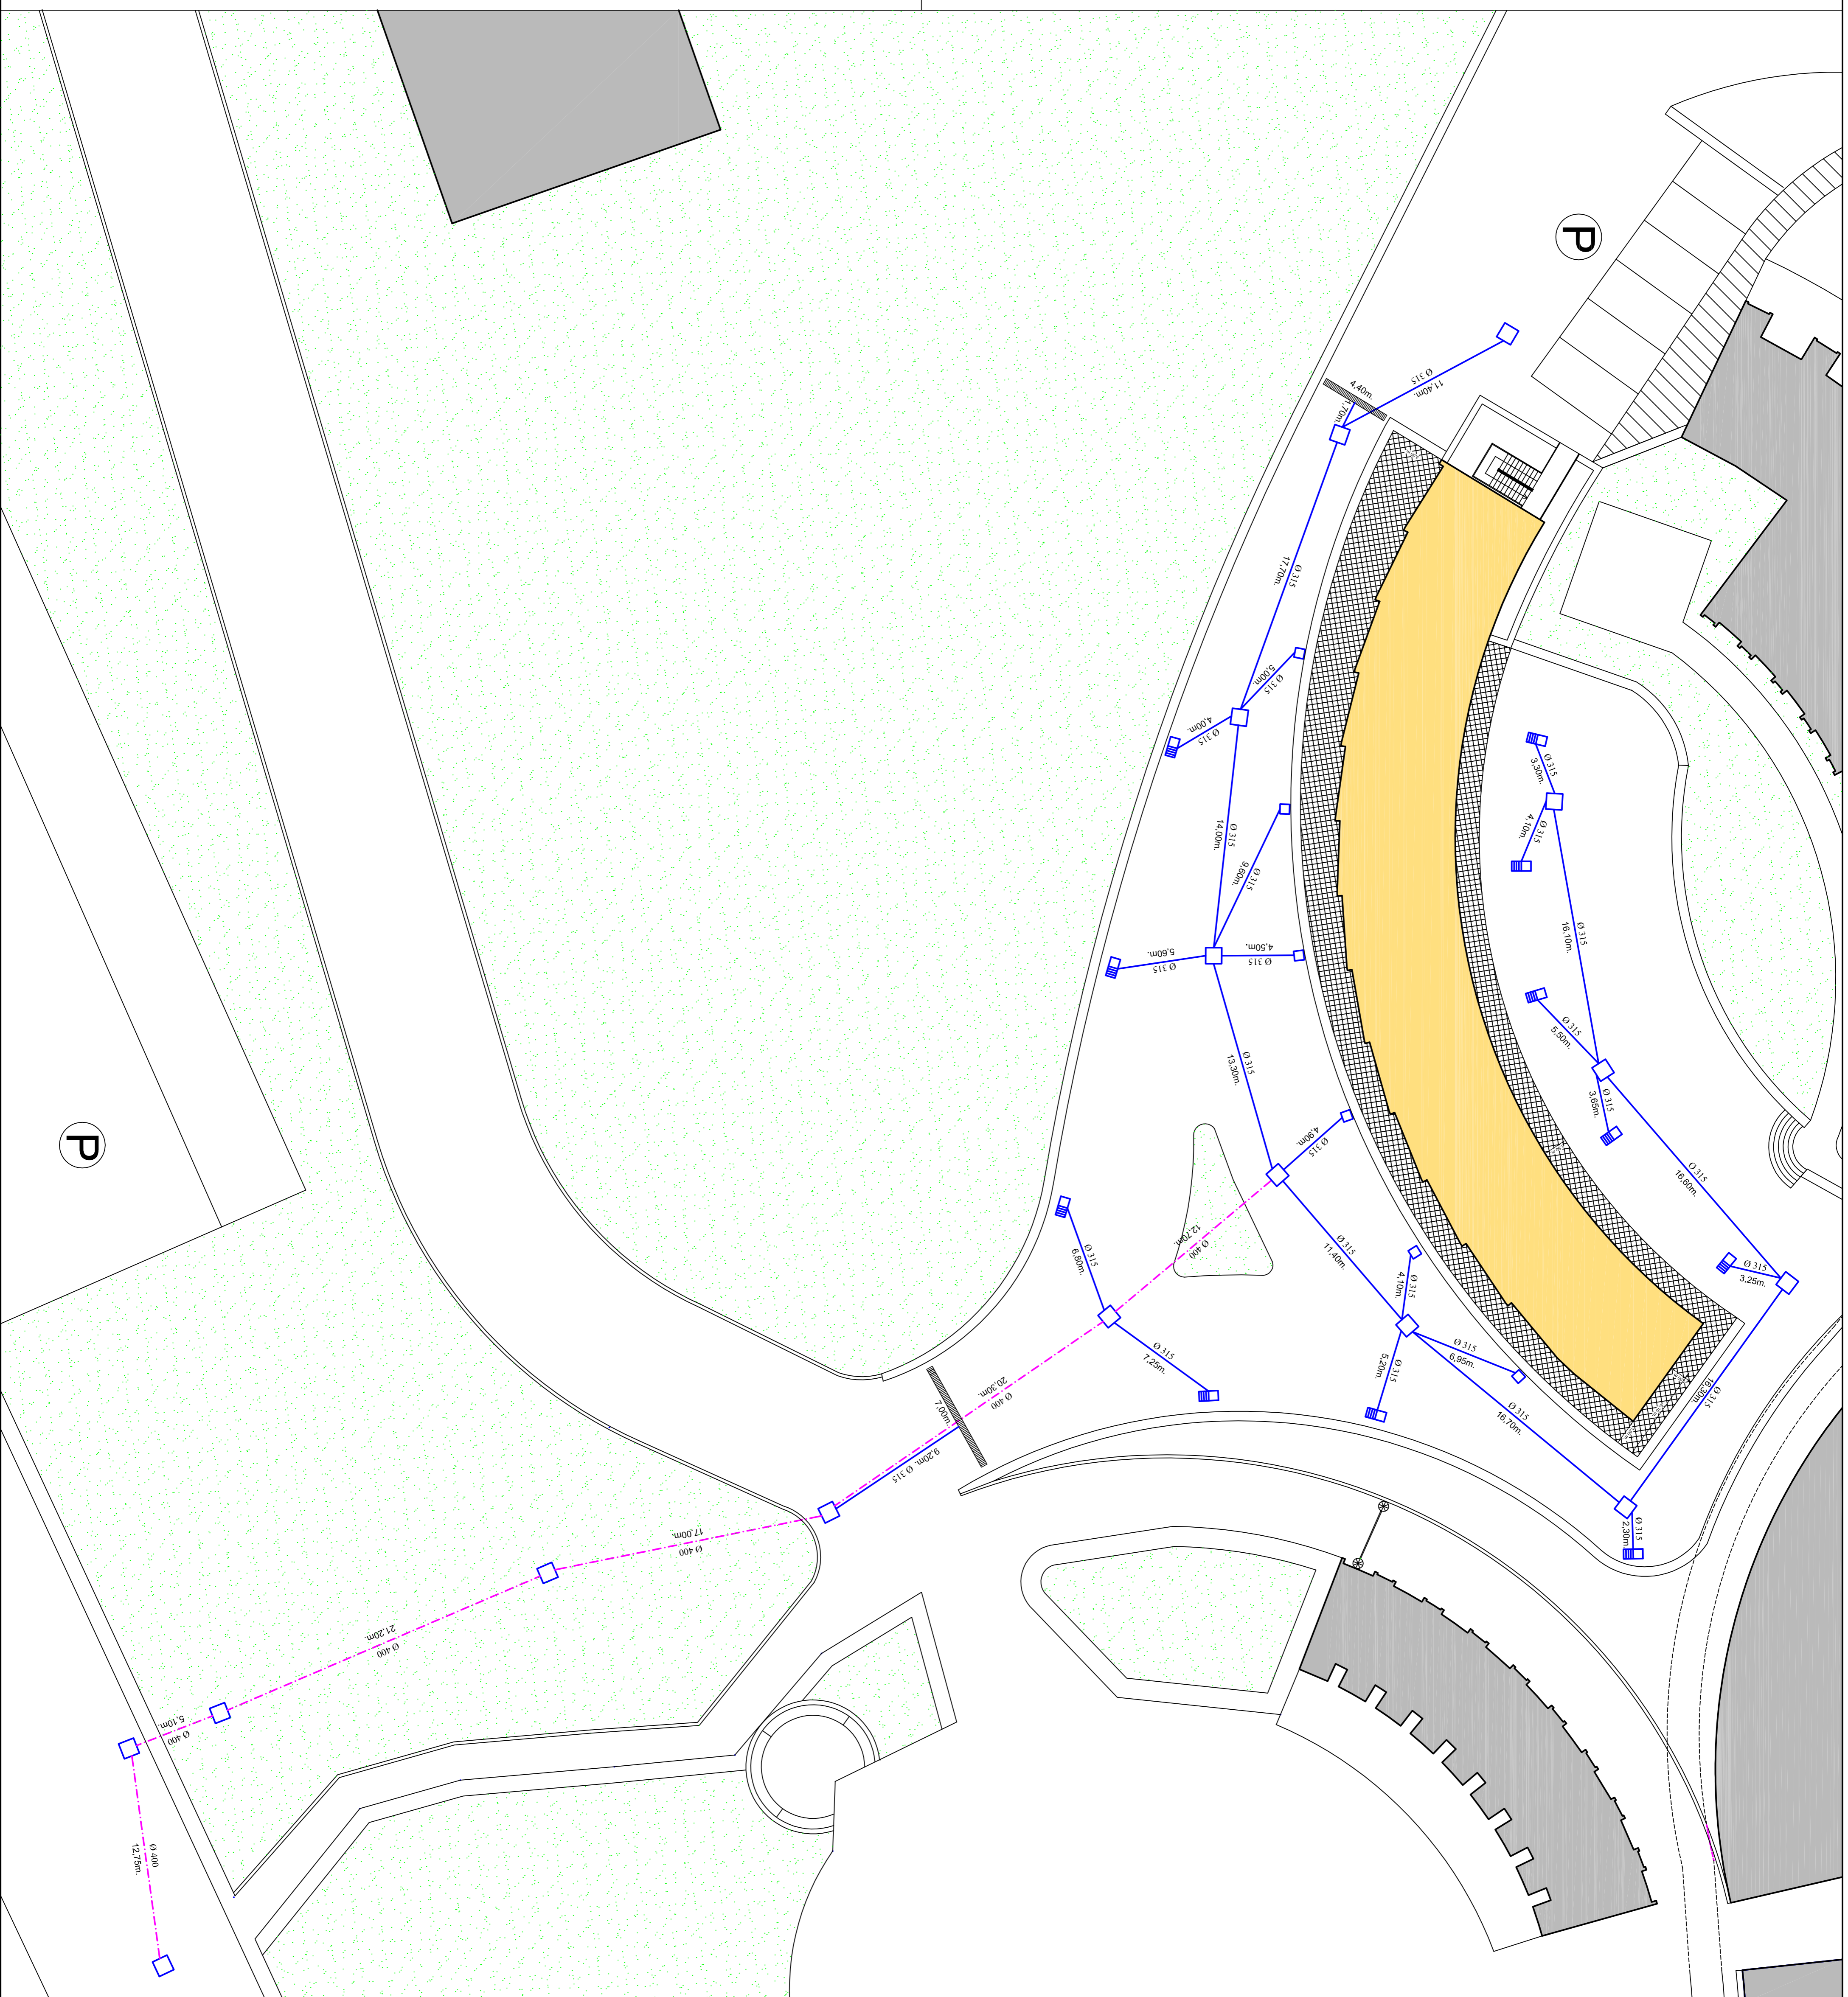 P
Ø 315
11,40m.
4,40m
1,70m.
Ø 315
17,70m.
5,00m.
Ø 315
4,00m.
Ø 315
Ø 315
3,30m.
Ø 315
4,10m.
Ø 315
14,00m.
Ø 315
9,60m.
Ø 315
16,10m.
5,60m.
Ø 315
4,50m.
Ø 315
Ø 315
5,50m.
Ø 315
13,30m.
Ø 315
3,65m.
P
4,90m.
Ø 315
Ø 315
16,60m.
12,70m.
Ø 400
Ø 315
6,80m.
Ø 315
11,40m.
Ø 315
4,10m.
Ø 315
3,25m.
Ø 315
7,25m.
Ø 315
6,95m.
Ø 315
5,20m.
20,30m.
Ø 400
7,00m.
Ø 315
16,30m.
Ø 315
16,70m.
9,20m. Ø 315
Ø 315
2,30m.
17,00m.
Ø 400
21,20m.
Ø 400
5,10m.
Ø 400
Ø 400
12,75m.